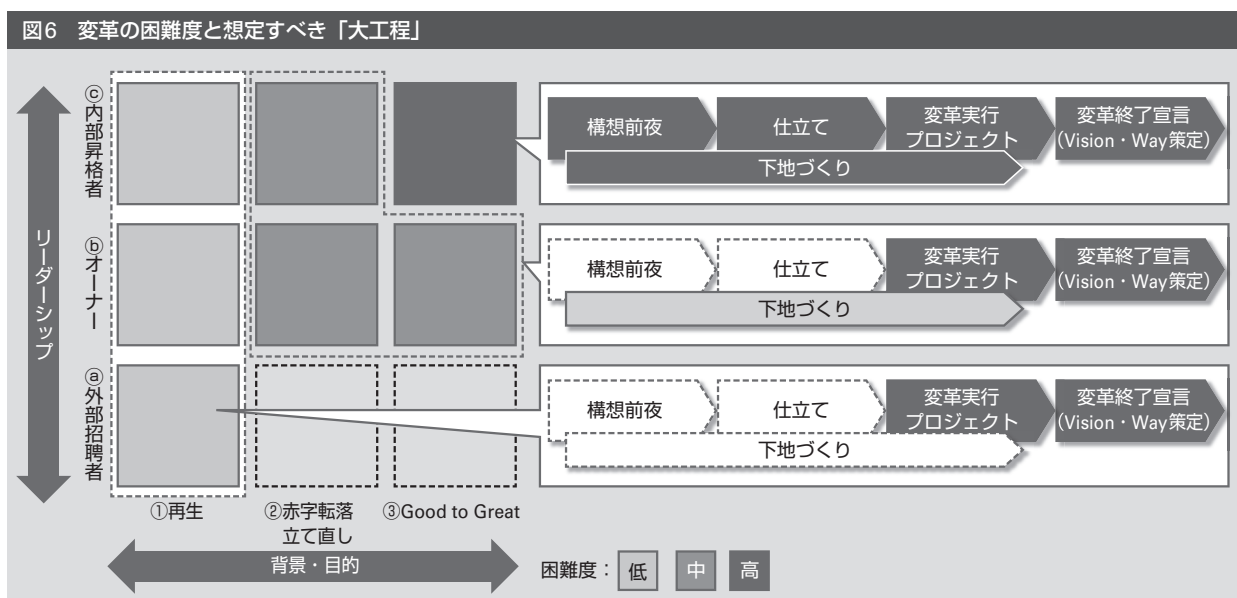 図6 変革の困難度と想定すべき「大工程」
リーダーシップ
ⓒ内部昇格者
構想前夜
仕立て
変革実行
プロジェクト
変革終了宣言
(Vision・Way策定)
下地づくり
ⓑオーナー
構想前夜
仕立て
変革実行
プロジェクト
変革終了宣言
(Vision・Way策定)
下地づくり
ⓐ外部招聘者
構想前夜
仕立て
変革実行
プロジェクト
変革終了宣言
(Vision・Way策定)
下地づくり
①再生
②赤字転落
立て直し
③Good to Great
背景・目的
困難度：低 中 高